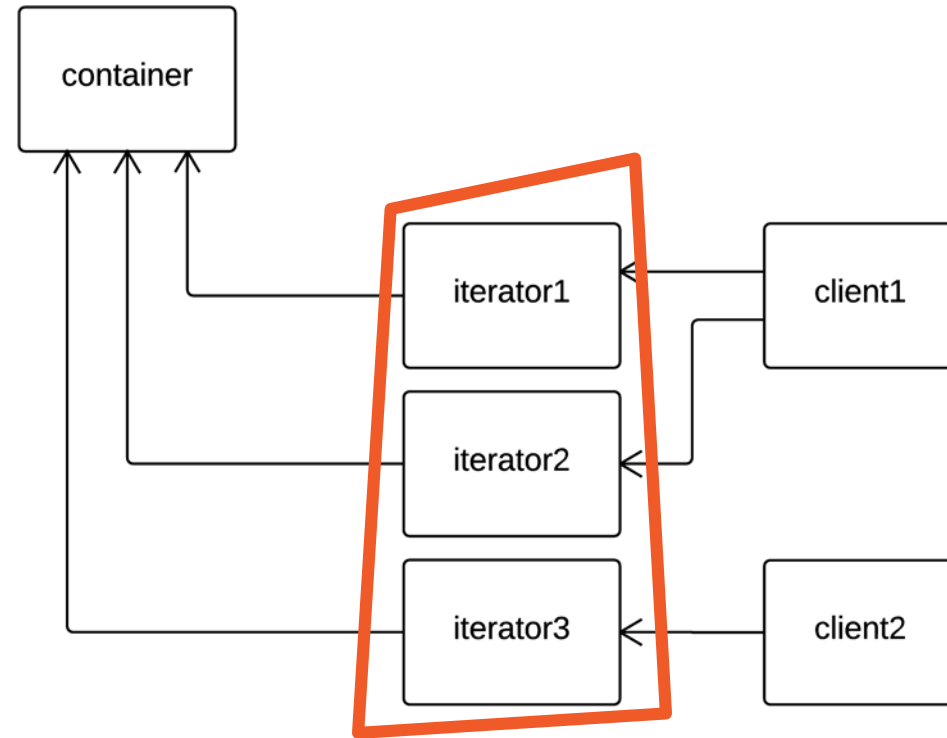 container
iterator1
client1
iterator2
iterator3
client2